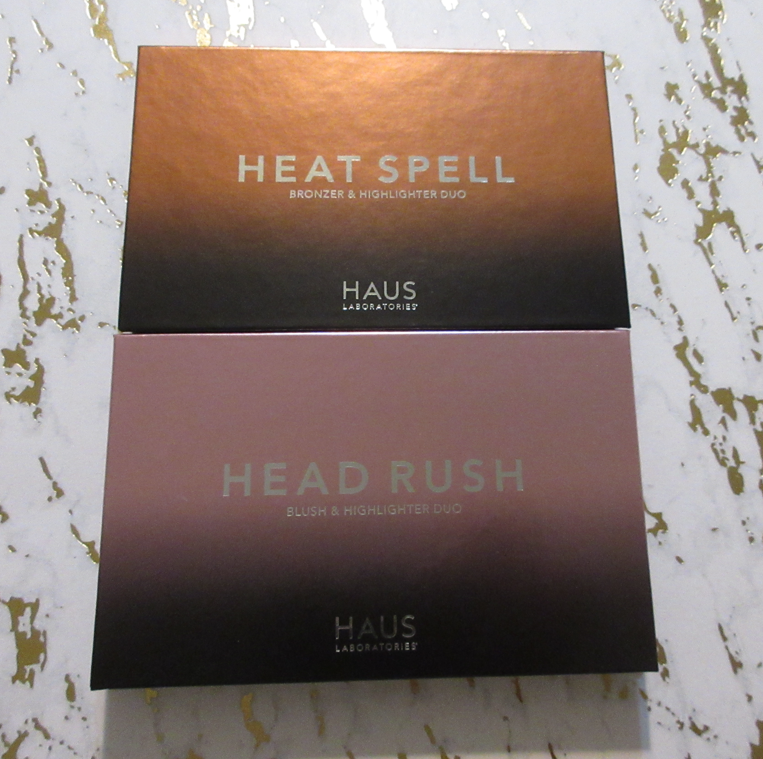 HEAT SPELL
BRONZER & HIGHLIGHTER DUO
HAUS
LABORATORIES
HEAD RUSH
BLUSH & HIGHLIGHTER DUO
HAUS
LABORATORIES